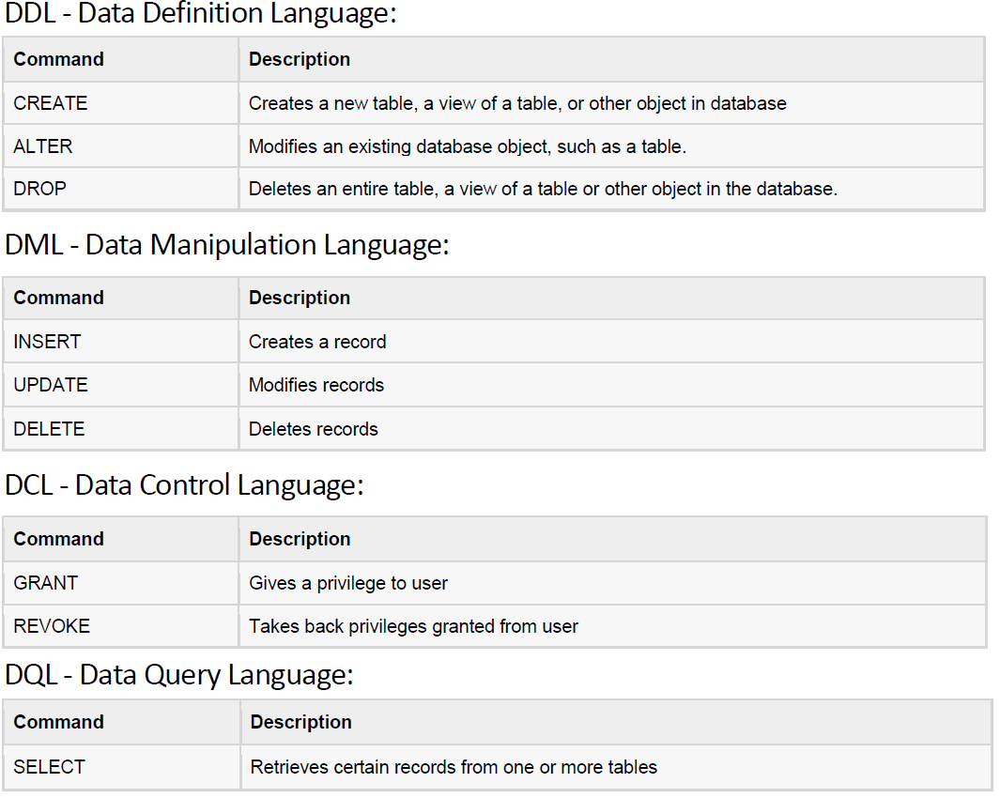 DDL - Data Definition Language:
Command Description
CREATE Creates a new table, a view of a table, or other object in database
ALTER Modifies an existing database object, such as a table.
DROP Deletes an entire table, a view of a table or other object in the database.
DML - Data Manipulation Language:
Command Description
INSERT Creates a record
UPDATE Modifies records
DELETE Deletes records
DCL - Data Control Language:
Command Description
GRANT Gives a privilege to user
REVOKE Takes back privileges granted from user
DQL - Data Query Language:
Command Description
SELECT Retrieves certain records from one or more tables